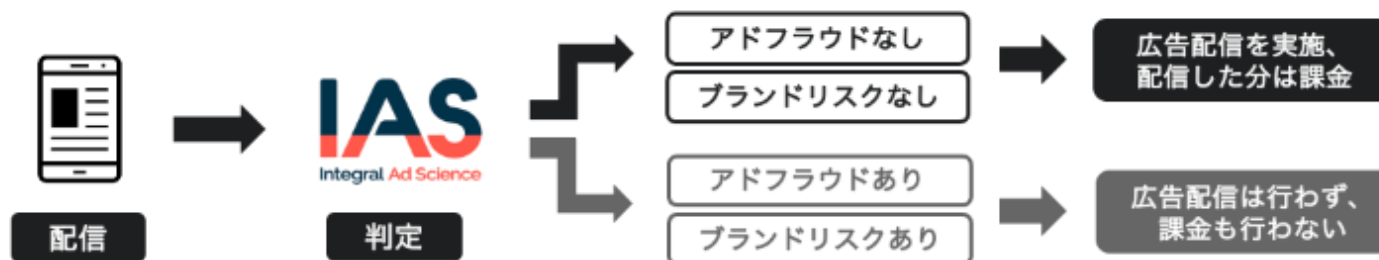 配信
IAS
Integral Ad Science
判定
アドフラウドなし
ブランドリスクなし
広告配信を実施、
配信した分は課金
アドフラウドあり
ブランドリスクあり
広告配信は行わず、
課金も行わない